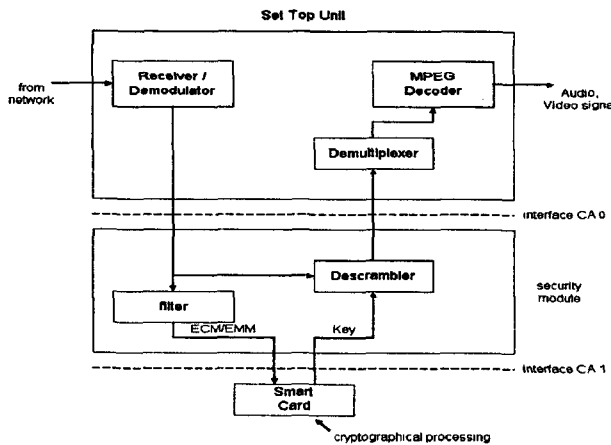 Set Top Unit
from
network
Receiver /
Demodulator
MPEG
Decoder
Audio,
Video signal
Demultiplexer
interface CA 0
Descrambler
filter
security
module
ECM/EMM
Key
interface CA 1
Smart
Card
cryptographical processing